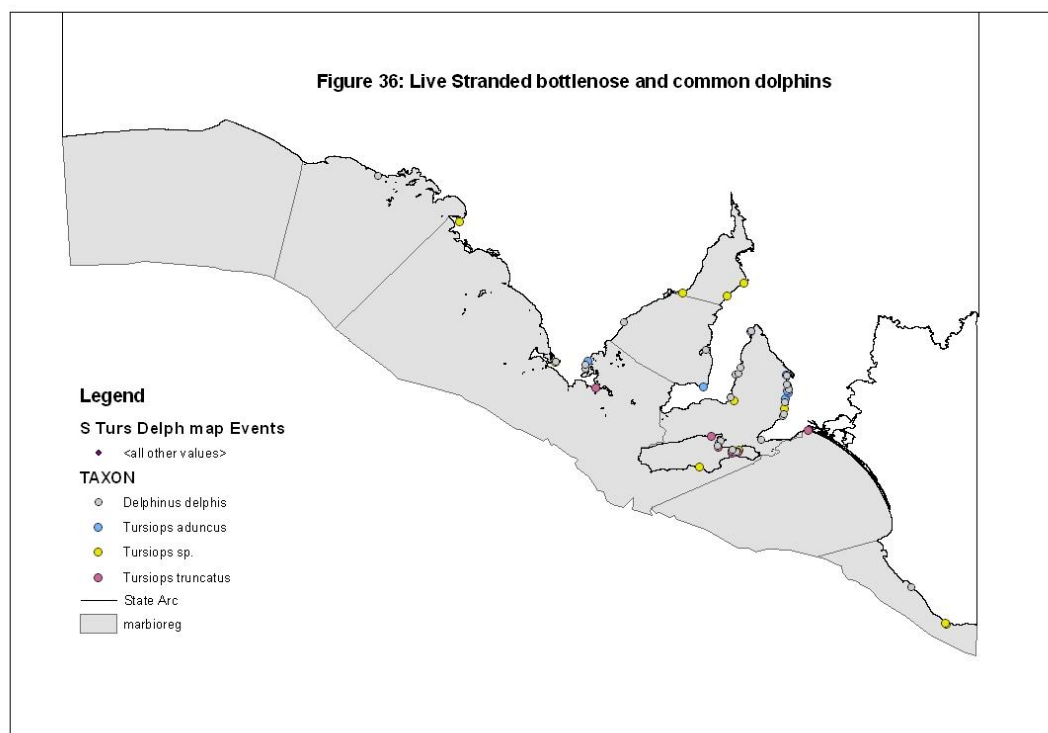 Figure 36: Live Stranded bottlenose and common dolphins
Legend
S Turs Delph map Events
<all other values>
TAXON
Delphinus delphis
Tursiops aduncus
Tursiops sp.
Tursiops truncatus
State Arc
marbioreg